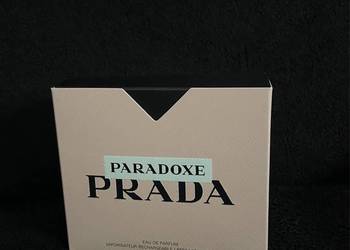 PARADOXE
PRADA
EAU DE PARFUM
VAPORISATEUR RECHARGEABLE